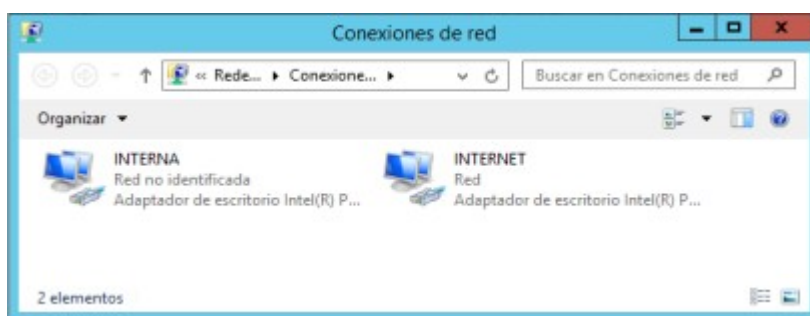 Conexiones de red
« Rede... Conexione...
Buscar en Conexiones de red
Organizar
INTERNA
Red no identificada
Adaptador de escritorio Intel(R) P...
INTERNET
Red
Adaptador de escritorio Intel(R) P...
2 elementos